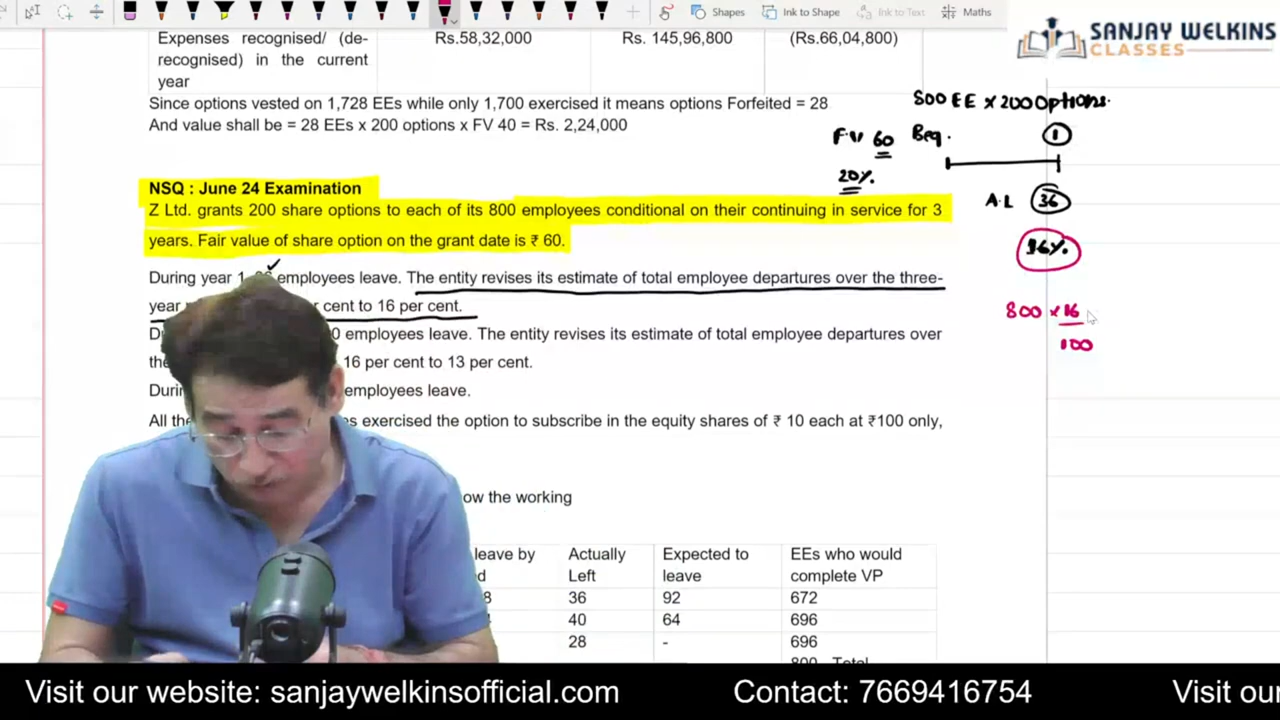 Shapes
Ink to Shape
Ink to Text
Maths
SANJAY WELKINS
CLASSES
Expenses recognised/ (de-
recognised) in the current
year
Rs.58,32,000
Rs. 145,96,800
(Rs.66,04,800)
Since options vested on 1,728 EEs while only 1,700 exercised it means options Forfeited = 28
And value shall be = 28 EEs x 200 options x FV 40 = Rs. 2,24,000
800 EE x 200 options.
FV 60
Beg.
1
20%.
A.L
36
16%.
800 x 16
100
NSQ : June 24 Examination
Z Ltd. grants 200 share options to each of its 800 employees conditional on their continuing in service for 3
years. Fair value of share option on the grant date is ₹ 60.
During year 1, employees leave. The entity revises its estimate of total employee departures over the three-
year cent to 16 per cent.
employees leave. The entity revises its estimate of total employee departures over
the 16 per cent to 13 per cent.
employees leave.
All exercised the option to subscribe in the equity shares of ₹ 10 each at ₹100 only,
the working
leave by
Actually
Left
Expected to
leave
EEs who would
complete VP
8 36 92 672
40 64 696
28 - 696
Visit our website: sanjaywelkinsofficial.com
Contact: 7669416754
Visit our